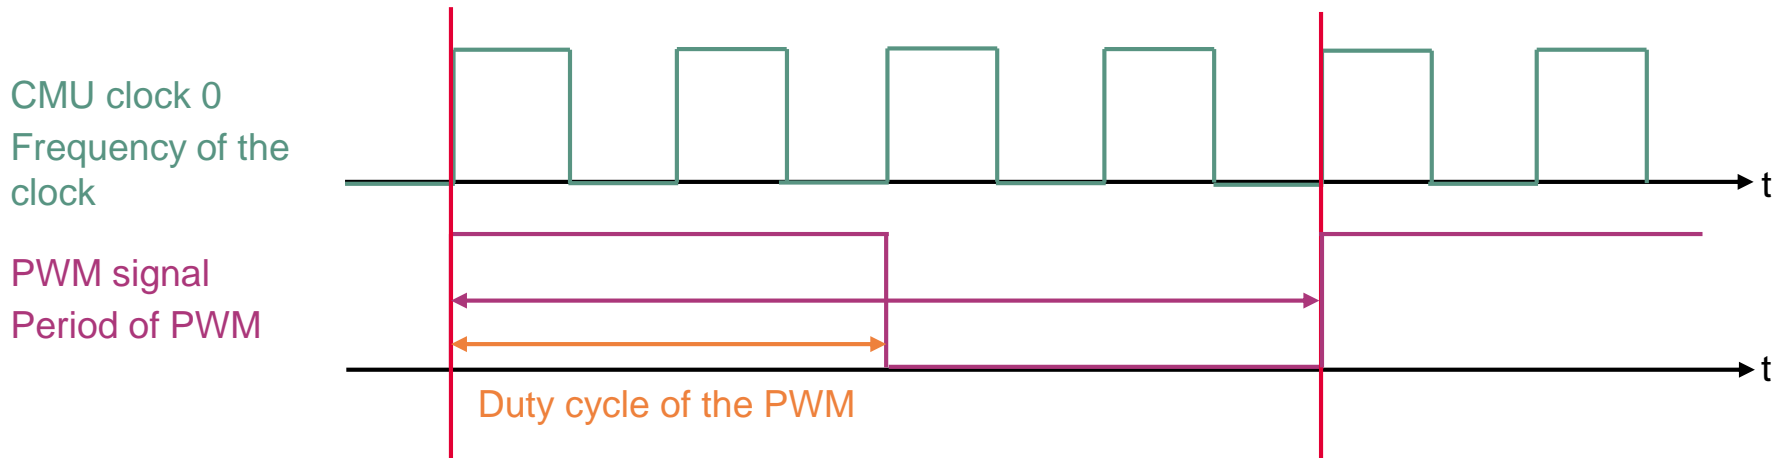 CMU clock 0
Frequency of the
clock
t
PWM signal
Period of PWM
t
Duty cycle of the PWM